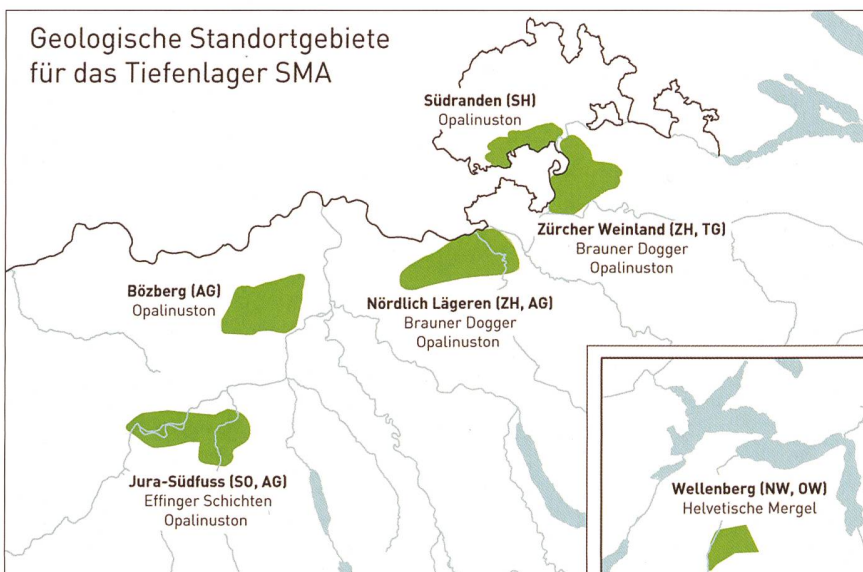 Geologische Standortgebiete
für das Tiefenlager SMA
Südranden (SH)
Opalinuston
Zürcher Weinland (ZH, TG)
Brauner Dogger
Opalinuston
Bözberg (AG)
Opalinuston
Nördlich Lägeren (ZH, AG)
Brauner Dogger
Opalinuston
Jura-Südfuss (SO, AG)
Effinger Schichten
Opalinuston
Wellenberg (NW, OW)
Helvetische Mergel